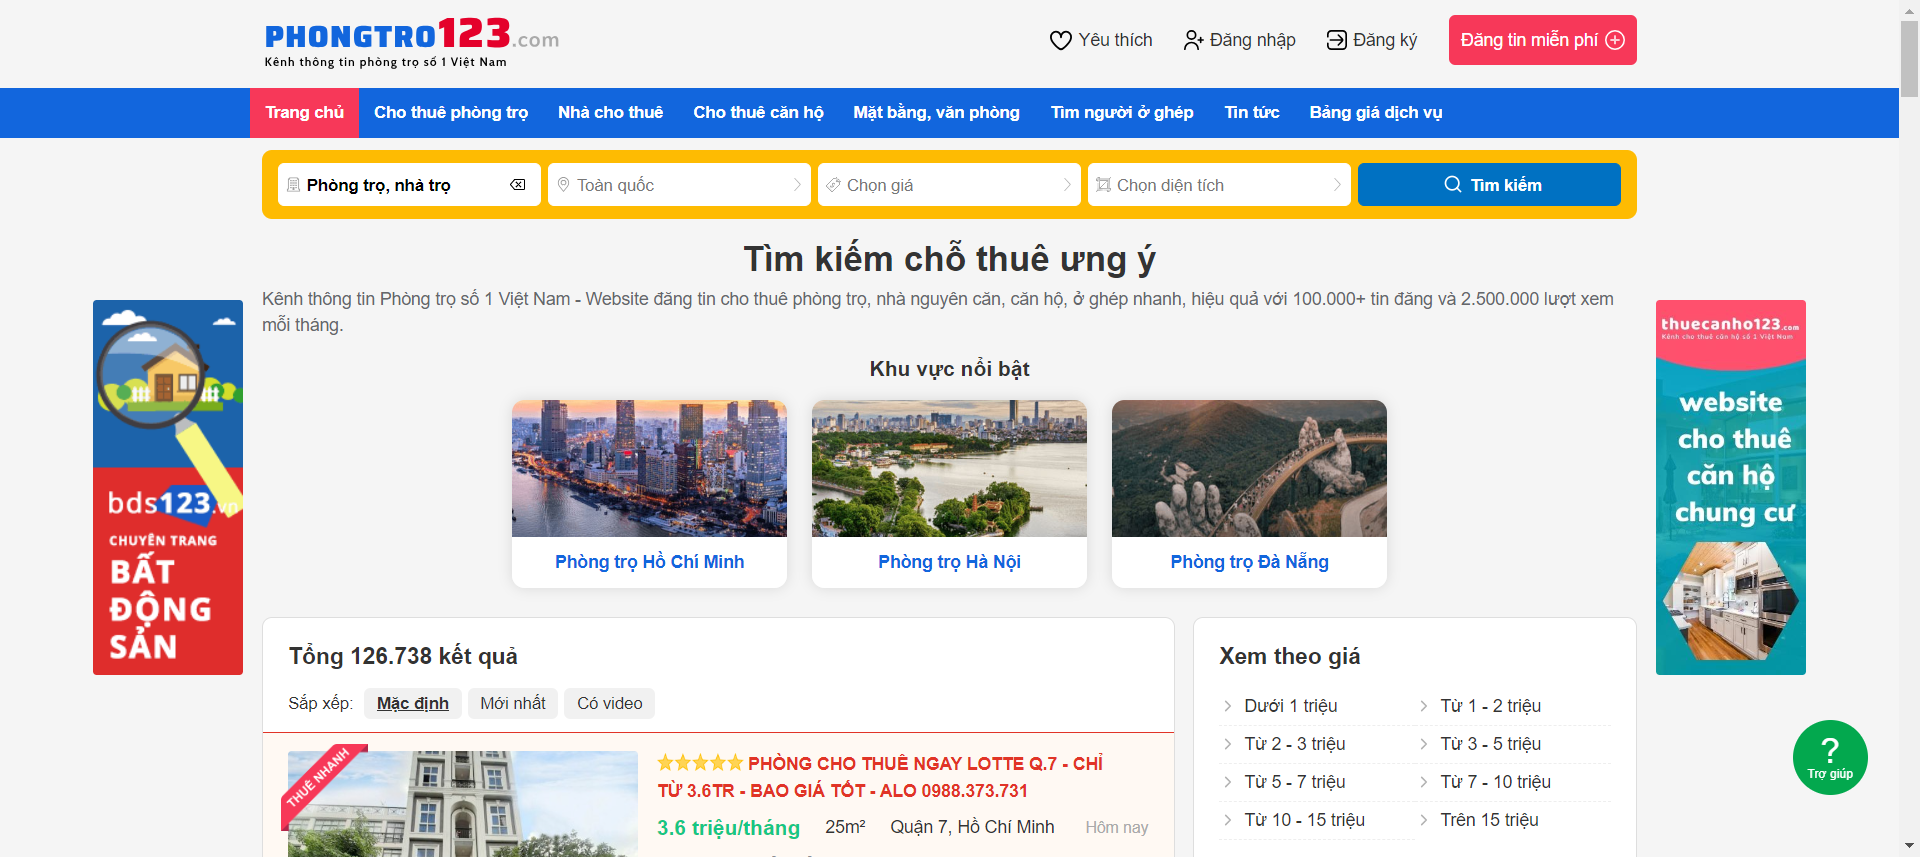 PHONGTRO123.com
Kênh thông tin phòng trọ số 1 Việt Nam
Yêu thích
Đăng nhập
Đăng ký
Đăng tin miễn phí
Trang chủ
Cho thuê phòng trọ
Nhà cho thuê
Cho thuê căn hộ
Mặt bằng, văn phòng
Tìm người ở ghép
Tin tức
Bảng giá dịch vụ
Phòng trọ, nhà trọ
Toàn quốc
Chọn giá
Chọn diện tích
Tìm kiếm
Tìm kiếm chỗ thuê ưng ý
Kênh thông tin Phòng trọ số 1 Việt Nam - Website đăng tin cho thuê phòng trọ, nhà nguyên căn, căn hộ, ở ghép nhanh, hiệu quả với 100.000+ tin đăng và 2.500.000 lượt xem
mỗi tháng.
bds123.vn
CHUYÊN TRANG
BẤT
ĐỘNG
SẢN
thuecanho123.com
Kênh cho thuê căn hộ số 1 Việt Nam
website
cho thuê
căn hộ
chung cư
Khu vực nổi bật
Phòng trọ Hồ Chí Minh
Phòng trọ Hà Nội
Phòng trọ Đà Nẵng
Tổng 126.738 kết quả
Sắp xếp:
Mặc định
Mới nhất
Có video
THUÊ NHANH
PHÒNG CHO THUÊ NGAY LOTTE Q.7 - CHỈ
TỪ 3.6TR - BAO GIÁ TỐT - ALO 0988.373.731
3.6 triệu/tháng
25m²
Quận 7, Hồ Chí Minh
Hôm nay
Xem theo giá
Dưới 1 triệu
Từ 1 - 2 triệu
Từ 2 - 3 triệu
Từ 3 - 5 triệu
Từ 5 - 7 triệu
Từ 7 - 10 triệu
Từ 10 - 15 triệu
Trên 15 triệu
?
Trợ giúp